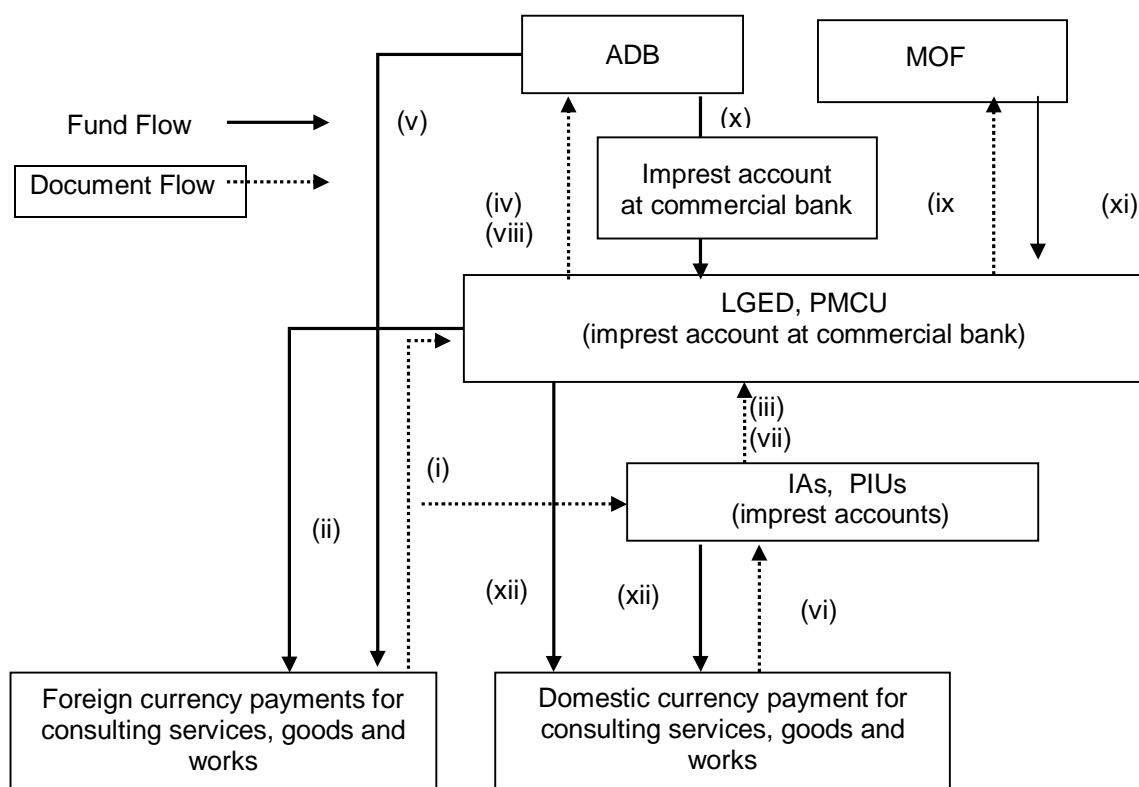 ADB
MOF
Fund Flow
(v)
(x)
Document Flow
Imprest account
at commercial bank
(iv)
(viii)
(ix
(xi)
LGED, PMCU
(imprest account at commercial bank)
(iii)
(vii)
(i)
IAs, PIUs
(imprest accounts)
(ii)
(xii)
(xii)
(vi)
Foreign currency payments for
consulting services, goods and
works
Domestic currency payment for
consulting services, goods and
works